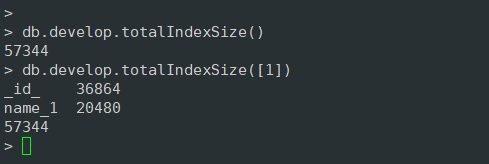 >
> db.develop.totalIndexSize()
57344
> db.develop.totalIndexSize([1])
_id_    36864
name_1  20480
57344
>